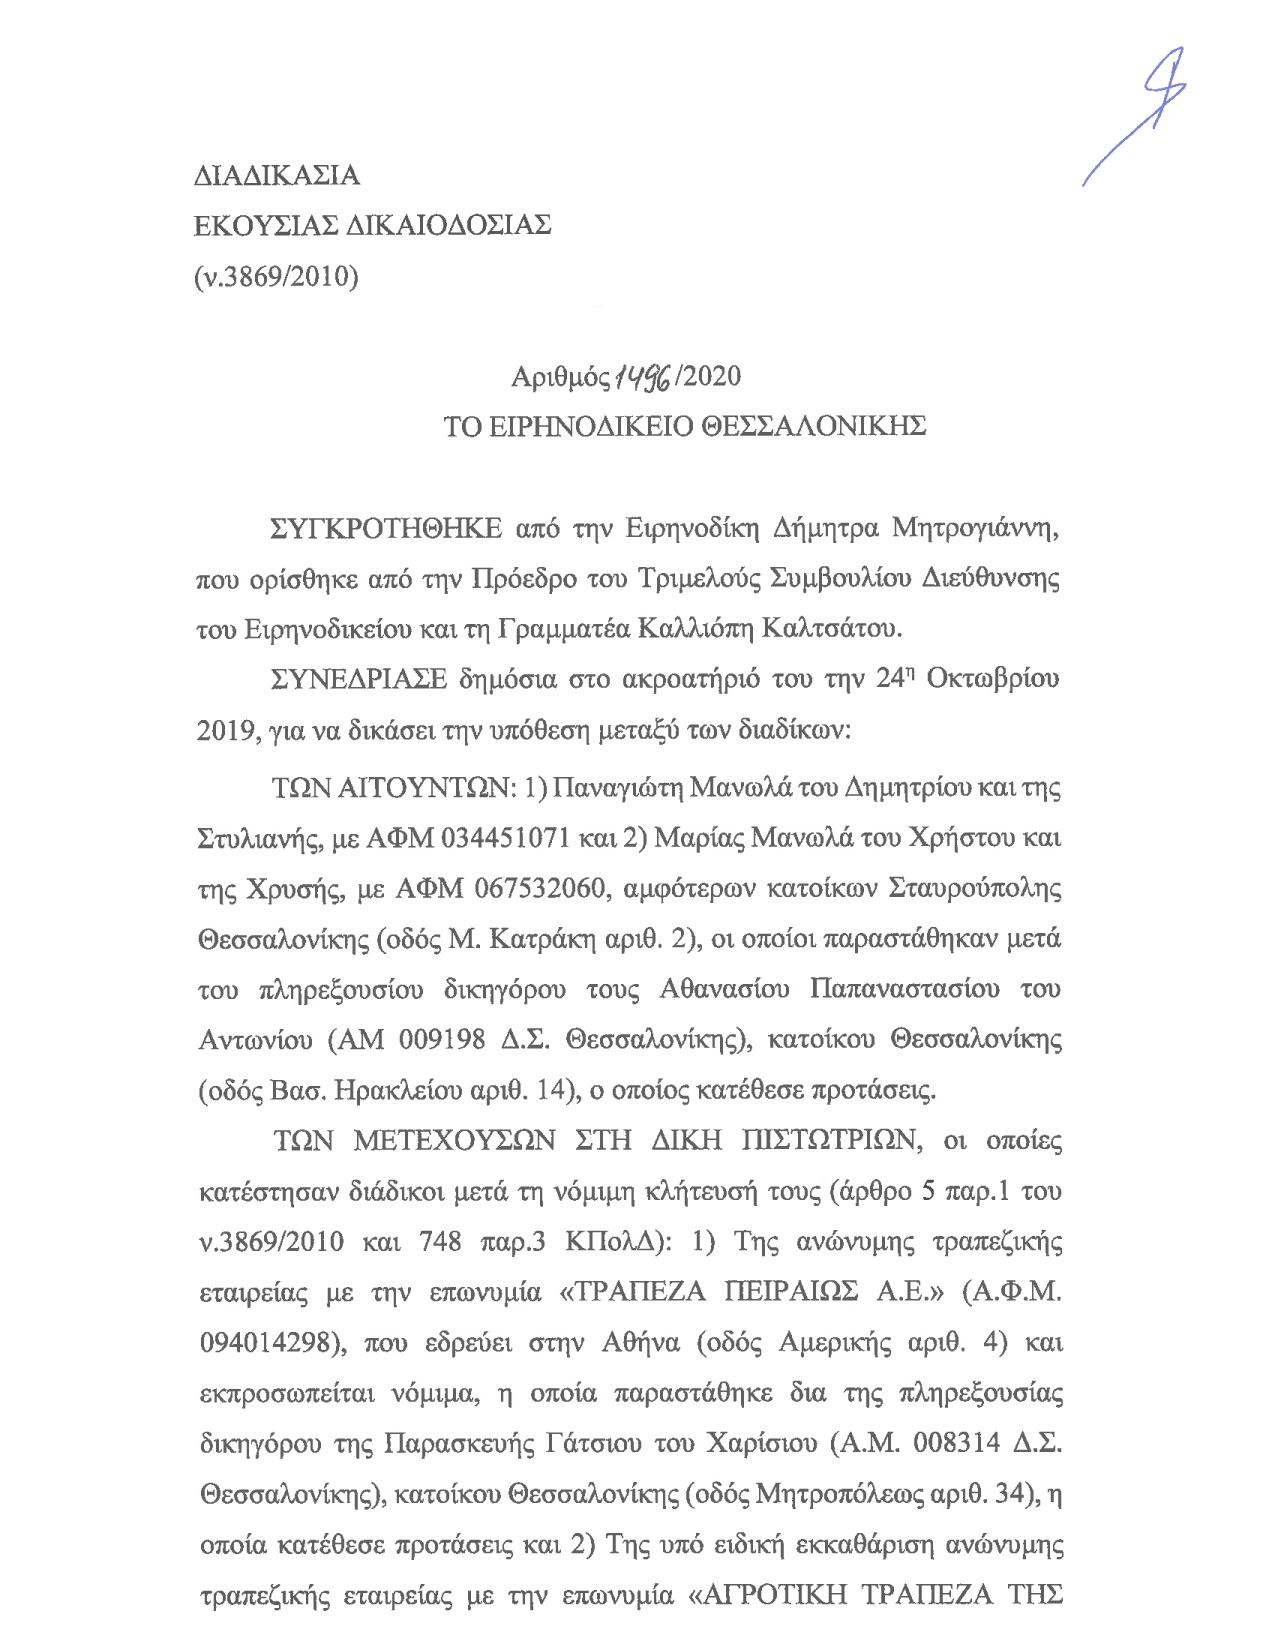 ΔΙΑΔΙΚΑΣΙΑ
ΕΚΟΥΣΙΑΣ ΔΙΚΑΙΟΔΟΣΙΑΣ
(ν.3869/2010)
Αριθμός 1496/2020
ΤΟ ΕΙΡΗΝΟΔΙΚΕΙΟ ΘΕΣΣΑΛΟΝΙΚΗΣ
ΣΥΓΚΡΟΤΗΘΗΚΕ από την Ειρηνοδίκη Δήμητρα Μητρογιάννη,
που ορίσθηκε από την Πρόεδρο του Τριμελούς Συμβουλίου Διεύθυνσης
του Ειρηνοδικείου και τη Γραμματέα Καλλιόπη Καλτσάτου.
ΣΥΝΕΔΡΙΑΣΕ δημόσια στο ακροατήριό του την 24η Οκτωβρίου
2019, για να δικάσει την υπόθεση μεταξύ των διαδίκων:
ΤΩΝ ΑΙΤΟΥΝΤΩΝ: 1) Παναγιώτη Μανωλά του Δημητρίου και της
Στυλιανής, με ΑΦΜ 034451071 και 2) Μαρίας Μανωλά του Χρήστου και
της Χρυσής, με ΑΦΜ 067532060, αμφότερων κατοίκων Σταυρούπολης
Θεσσαλονίκης (οδός Μ. Κατράκη αριθ. 2), οι οποίοι παραστάθηκαν μετά
του πληρεξουσίου δικηγόρου τους Αθανασίου Παπαναστασίου του
Αντωνίου (ΑΜ 009198 Δ.Σ. Θεσσαλονίκης), κατοίκου Θεσσαλονίκης
(οδός Βασ. Ηρακλείου αριθ. 14), ο οποίος κατέθεσε προτάσεις.
ΤΩΝ ΜΕΤΕΧΟΥΣΩΝ ΣΤΗ ΔΙΚΗ ΠΙΣΤΩΤΡΙΩΝ, οι οποίες
κατέστησαν διάδικοι μετά τη νόμιμη κλήτευσή τους (άρθρο 5 παρ.1 του
ν.3869/2010 και 748 παρ.3 ΚΠολΔ): 1) Της ανώνυμης τραπεζικής
εταιρείας με την επωνυμία «ΤΡΑΠΕΖΑ ΠΕΙΡΑΙΩΣ Α.Ε.» (Α.Φ.Μ.
094014298), που εδρεύει στην Αθήνα (οδός Αμερικής αριθ. 4) και
εκπροσωπείται νόμιμα, η οποία παραστάθηκε δια της πληρεξουσίας
δικηγόρου της Παρασκευής Γάτσιου του Χαρίσιου (Α.Μ. 008314 Δ.Σ.
Θεσσαλονίκης), κατοίκου Θεσσαλονίκης (οδός Μητροπόλεως αριθ. 34), η
οποία κατέθεσε προτάσεις και 2) Της υπό ειδική εκκαθάριση ανώνυμης
τραπεζικής εταιρείας με την επωνυμία «ΑΓΡΟΤΙΚΗ ΤΡΑΠΕΖΑ ΤΗΣ